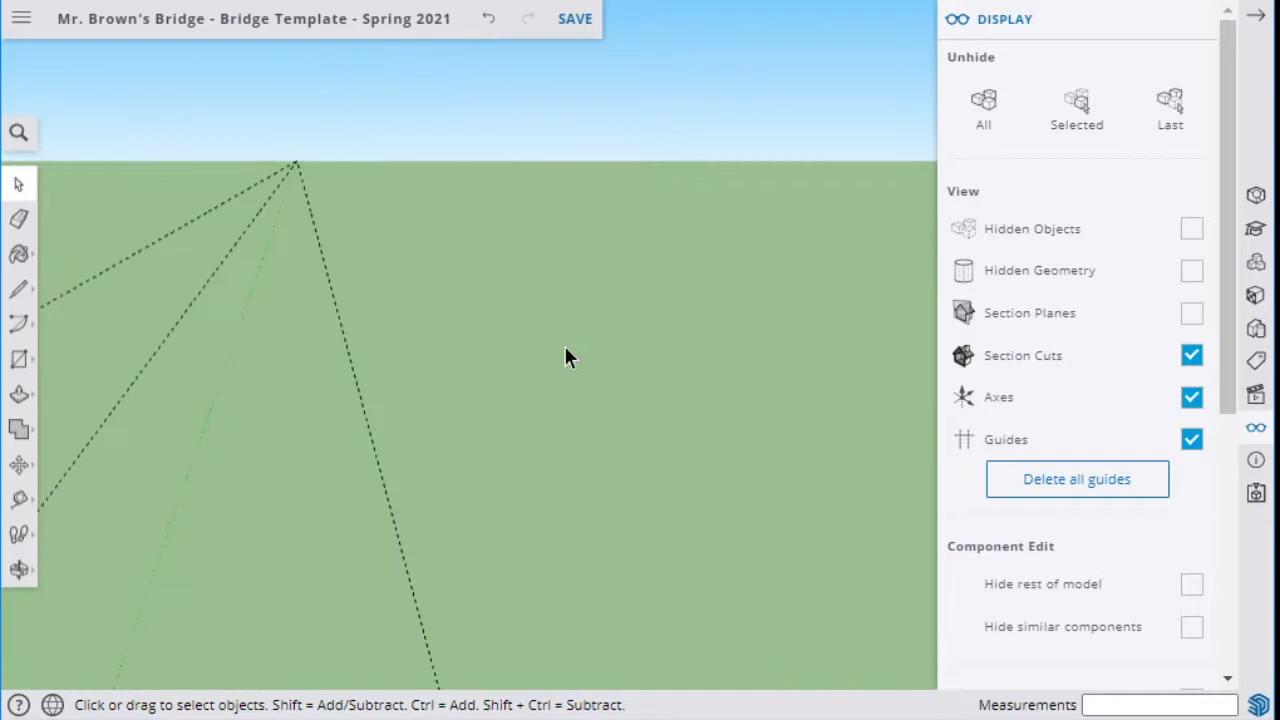 Mr. Brown's Bridge - Bridge Template - Spring 2021
SAVE
DISPLAY
Unhide
All
Selected
Last
View
Hidden Objects
Hidden Geometry
Section Planes
Section Cuts
Axes
Guides
Delete all guides
Component Edit
Hide rest of model
Hide similar components
Click or drag to select objects. Shift = Add/Subtract. Ctrl = Add. Shift + Ctrl = Subtract.
Measurements